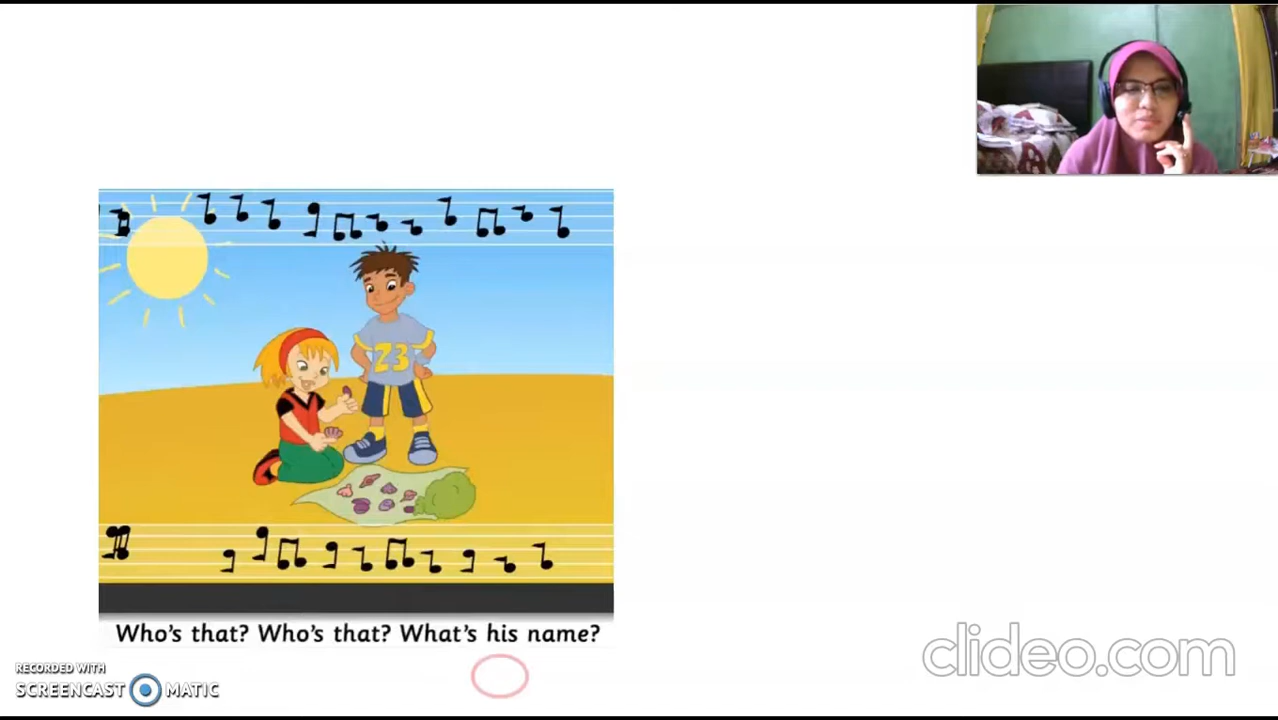 23
Who's that? Who's that? What's his name?
RECORDED WITH
SCREENCAST MATIC
clideo.com